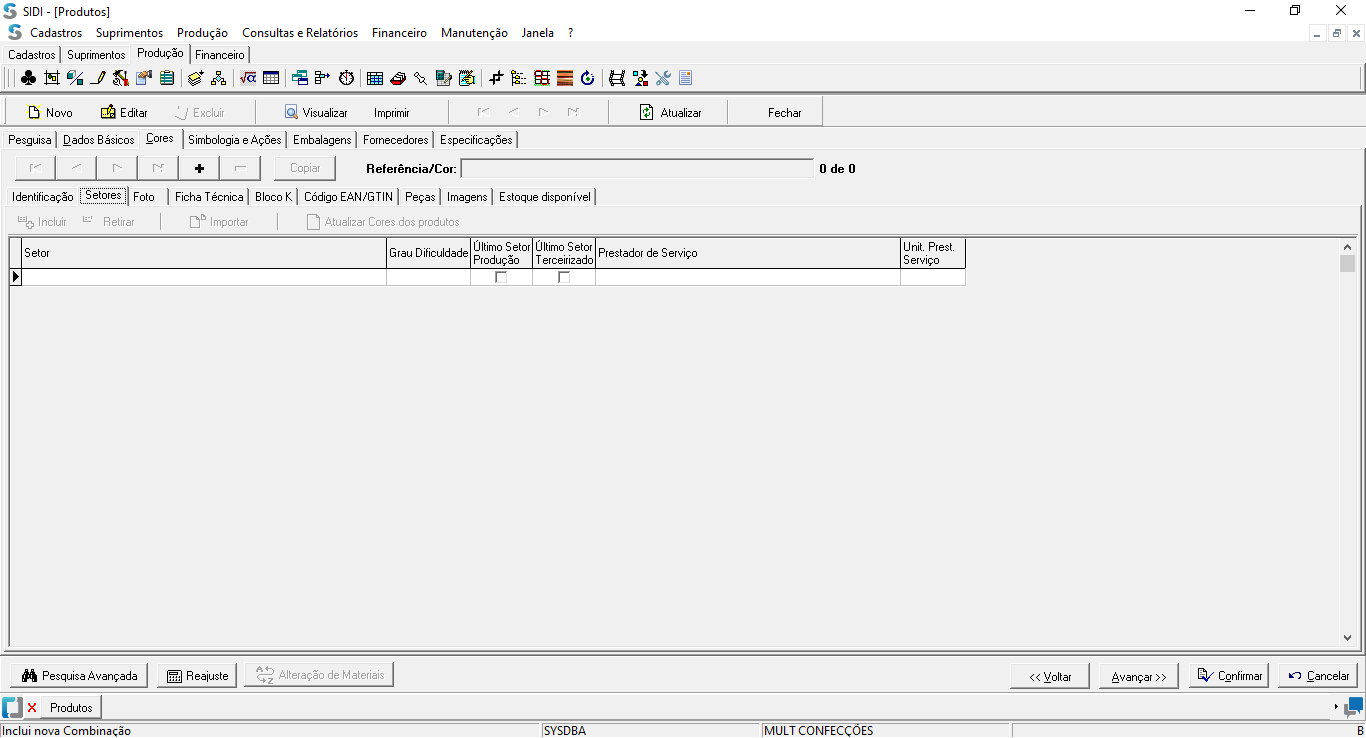 SIDI - [Produtos]
Cadastros Suprimentos Produção Consultas e Relatórios Financeiro Manutenção Janela ?
Cadastros Suprimentos Produção Financeiro
Novo Editar Excluir Visualizar Imprimir Atualizar Fechar
Pesquisa Dados Básicos Cores Simbologia e Ações Embalagens Fornecedores Especificações
Copiar Referência/Cor: 0 de 0
Identificação Setores Foto Ficha Técnica Bloco K Código EAN/GTIN Peças Imagens Estoque disponível
Incluir Retirar Importar Atualizar Cores dos produtos
Setor Grau Dificuldade Último Setor Produção Último Setor Terceirizado Prestador de Serviço Unit. Prest. Serviço
Pesquisa Avançada Reajuste Alteração de Materiais << Voltar Avançar >> Confirmar Cancelar
Produtos
Inclui nova Combinação SYSDBA MULT CONFECÇÕES B